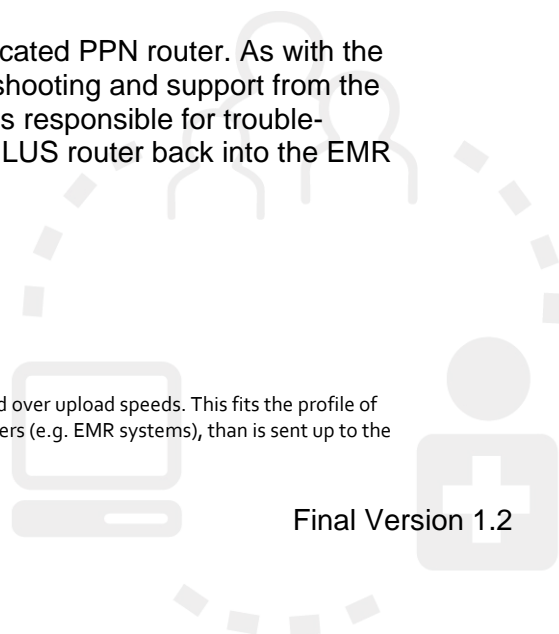 cated PPN router. As with the
shooting and support from the
s responsible for trouble-
LUS router back into the EMR
d over upload speeds. This fits the profile of
ers (e.g. EMR systems), than is sent up to the
Final Version 1.2